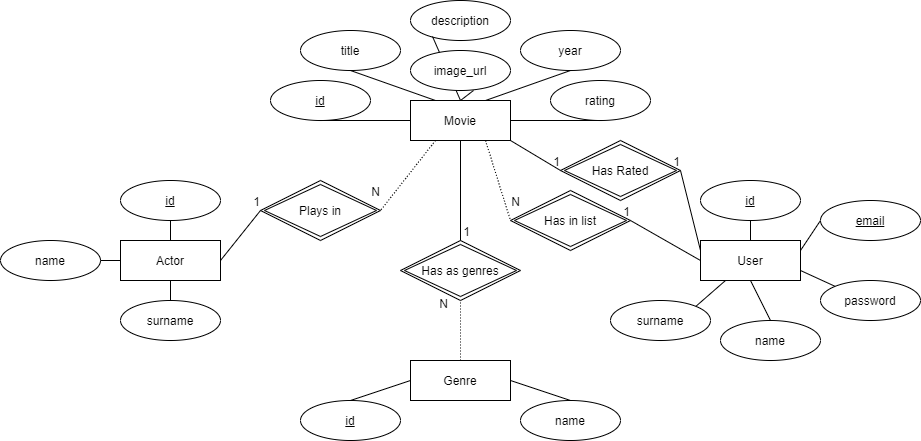 description
title
year
image_url
id
rating
Movie
1
1
Has Rated
N
N
id
id
1
1
Plays in
Has in list
email
1
name
Actor
Has as genres
User
N
password
surname
surname
name
Genre
id
name